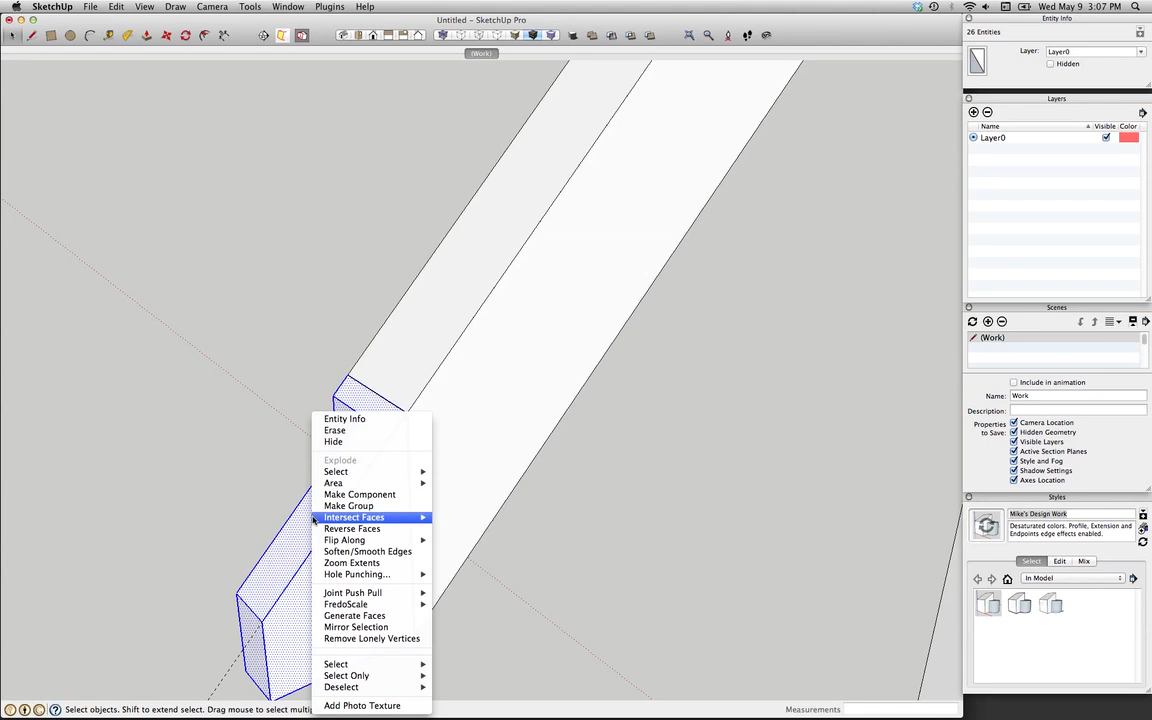 SketchUp File Edit View Draw Camera Tools Window Plugins Help Wed May 9 3:07 PM
Untitled – SketchUp Pro
(Work)
Entity Info
26 Entities
Layer: Layer0
Hidden
Layers
Name Visible Color
Layer0
Scenes
(Work)
Include in animation
Name: Work
Description:
Properties to Save:
Camera Location
Hidden Geometry
Visible Layers
Active Section Planes
Style and Fog
Shadow Settings
Axes Location
Styles
Mike's Design Work
Desaturated colors. Profile, Extension and
Endpoints edge effects enabled.
Select Edit Mix
In Model
Entity Info
Erase
Hide
Explode
Select
Area
Make Component
Make Group
Intersect Faces
Reverse Faces
Flip Along
Soften/Smooth Edges
Zoom Extents
Hole Punching...
Joint Push Pull
FredoScale
Generate Faces
Mirror Selection
Remove Lonely Vertices
Select
Select Only
Deselect
Add Photo Texture
Select objects. Shift to extend select. Drag mouse to select multip
Measurements